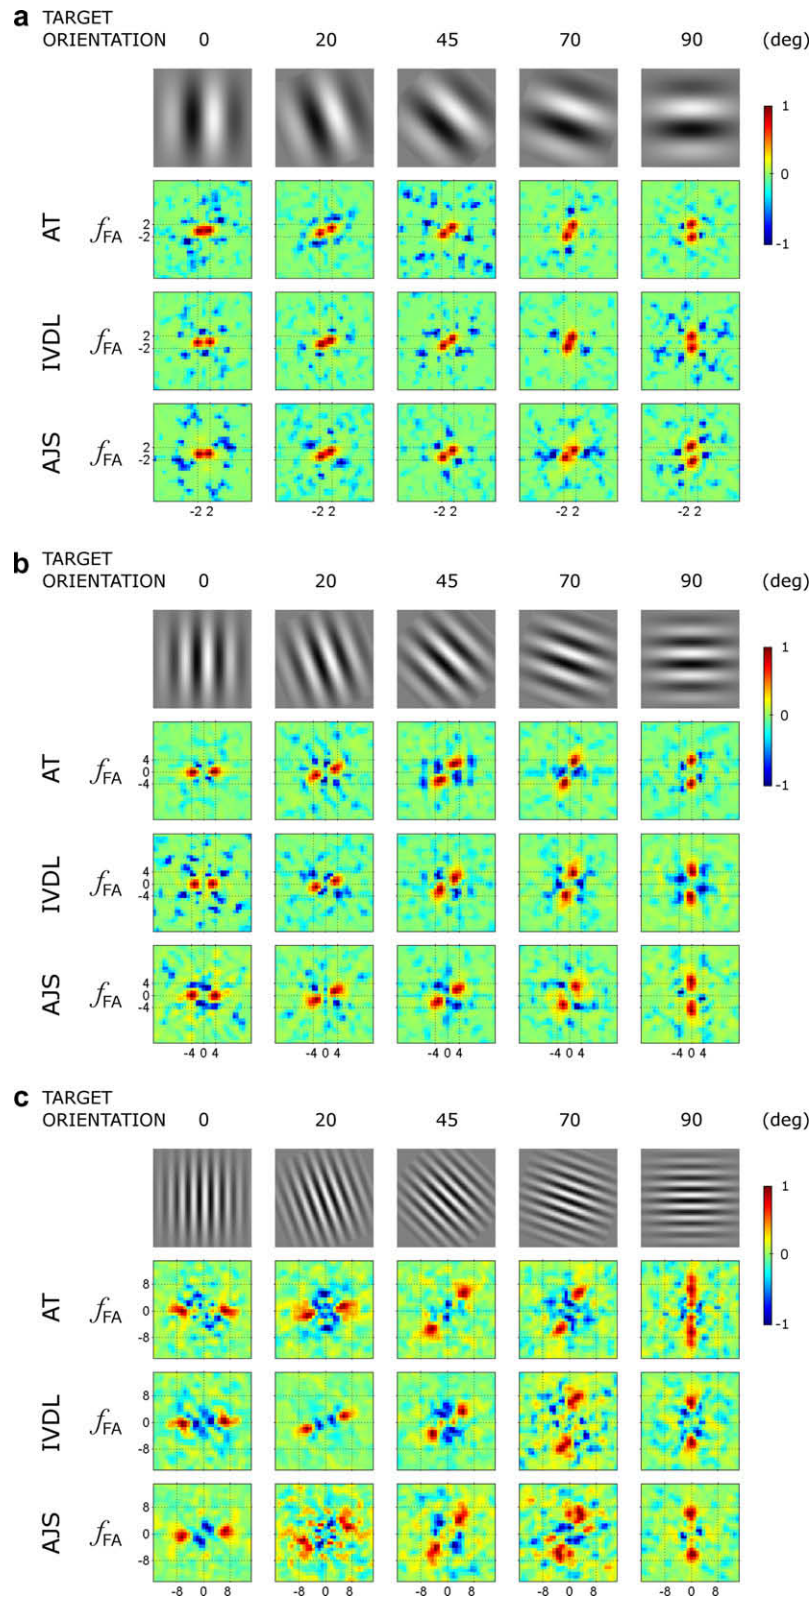 a TARGET
ORIENTATION 0 20 45 70 90 (deg)
1
0
-1
AT fFA 2
-2
IVDL fFA 2
-2
AJS fFA 2
-2
-2 2 -2 2 -2 2 -2 2 -2 2
b TARGET
ORIENTATION 0 20 45 70 90 (deg)
1
0
-1
AT fFA 4
0
-4
IVDL fFA 4
0
-4
AJS fFA 4
0
-4
-4 0 4 -4 0 4 -4 0 4 -4 0 4 -4 0 4
c TARGET
ORIENTATION 0 20 45 70 90 (deg)
1
0
-1
AT fFA 8
0
-8
IVDL fFA 8
0
-8
AJS fFA 8
0
-8
-8 0 8 -8 0 8 -8 0 8 -8 0 8 -8 0 8